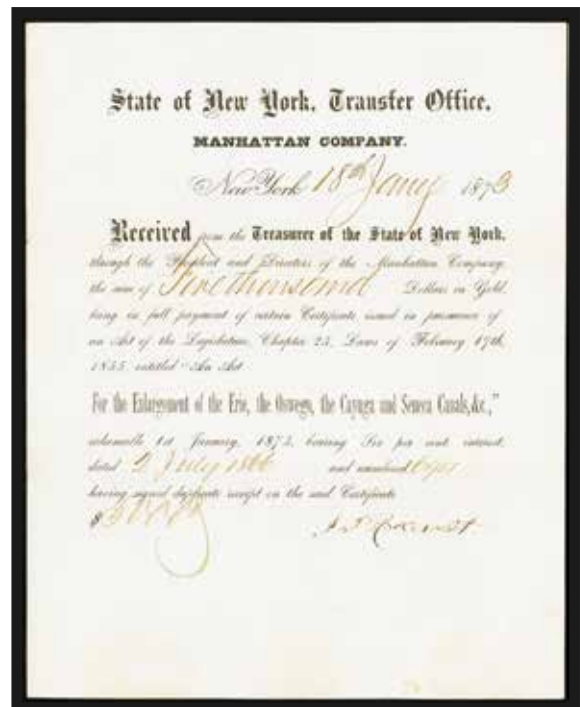 State of New York, Transfer Office,
MANHATTAN COMPANY.
New York 18th Jany 1873
Received from the Treasurer of the State of New York,
through the President and Directors of the Manhattan Company
the sum of Five thousand Dollars in Gold,
being in full payment of certain Certificate issued in pursuance of
an Act of the Legislature, Chapter 23, Laws of February 17th,
1855 entitled "An Act
For the Enlargement of the Erie, the Oswego, the Cayuga and Seneca Canals, &c.,"
redeemable 1st January, 1873, bearing Six per cent interest,
dated 2 July 1866 and numbered
having signed duplicate receipt on the said Certificate
$